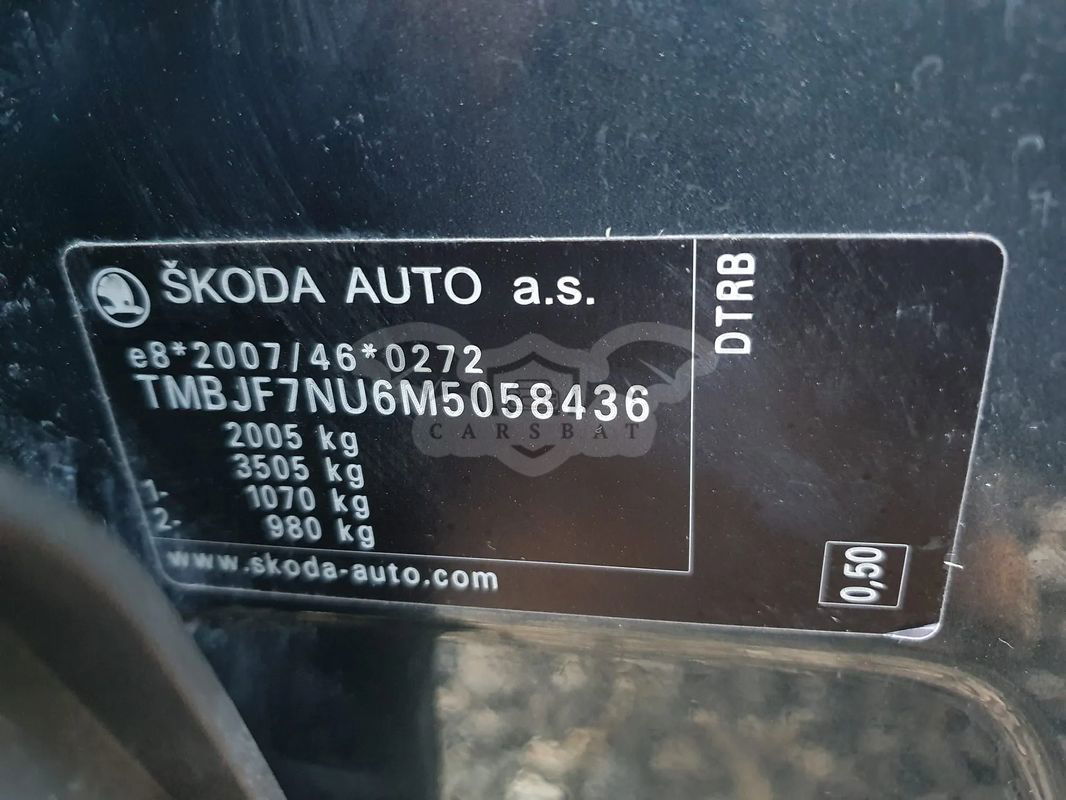 ŠKODA AUTO a.s.
e8*2007/46*0272
TMBJF7NU6M5058436
2005 kg
3505 kg
1- 1070 kg
2- 980 kg
www.skoda-auto.com
DTRB
0,50
CARSBAT